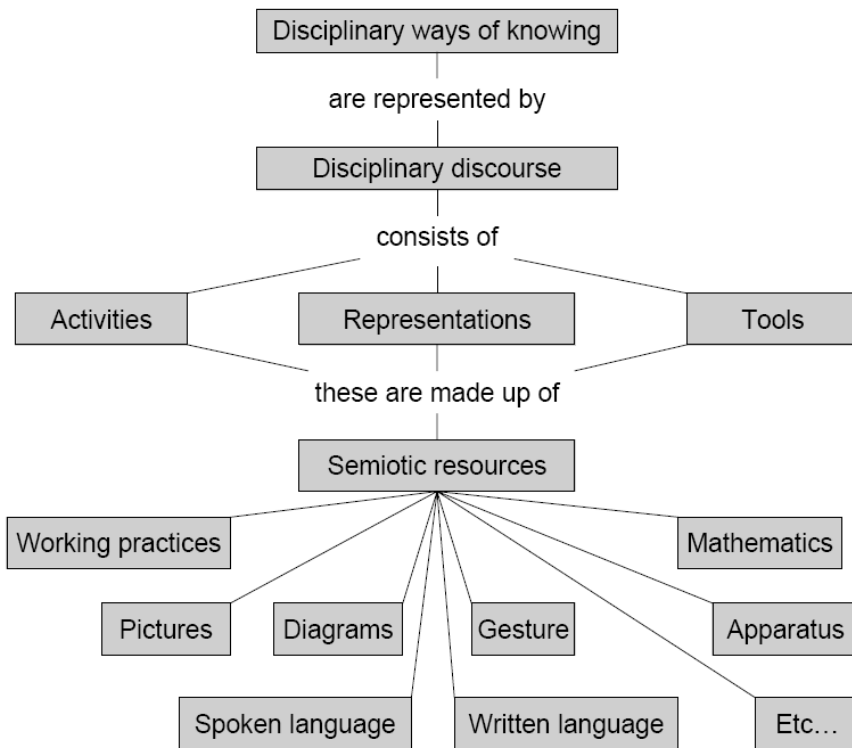 Disciplinary ways of knowing
are represented by
Disciplinary discourse
consists of
Activities
Representations
Tools
these are made up of
Semiotic resources
Working practices
Mathematics
Pictures
Diagrams
Gesture
Apparatus
Spoken language
Written language
Etc…